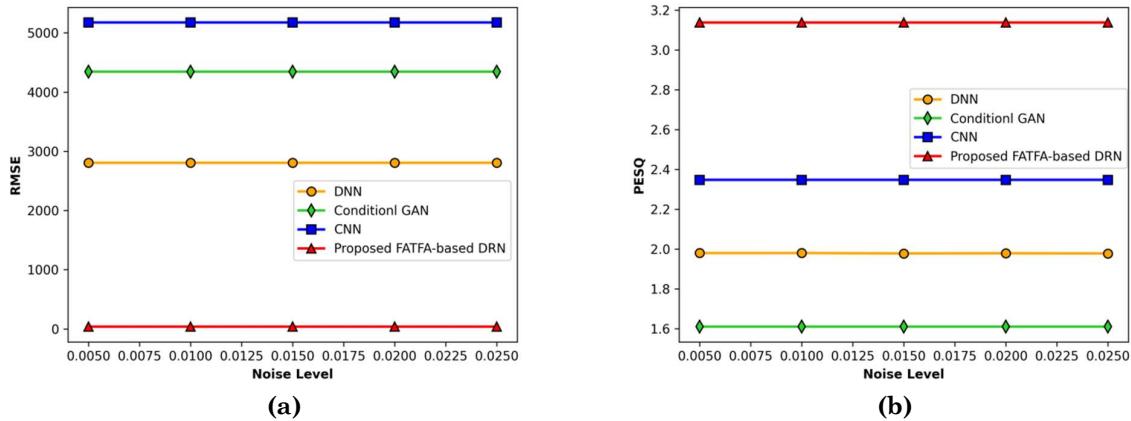 5000
4000
3000
2000
1000
0
RMSE
DNN
Conditionl GAN
CNN
Proposed FATFA-based DRN
0.0050 0.0075 0.0100 0.0125 0.0150 0.0175 0.0200 0.0225 0.0250
Noise Level
(a)
3.2
3.0
2.8
2.6
2.4
2.2
2.0
1.8
1.6
PESQ
DNN
Conditionl GAN
CNN
Proposed FATFA-based DRN
0.0050 0.0075 0.0100 0.0125 0.0150 0.0175 0.0200 0.0225 0.0250
Noise Level
(b)